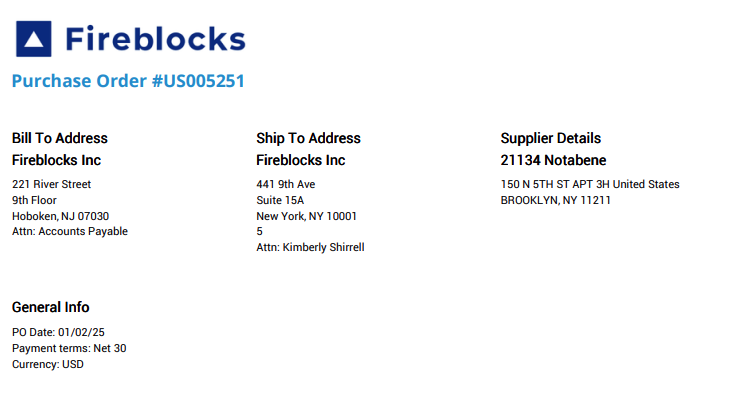 Fireblocks
Purchase Order #US005251
Bill To Address
Fireblocks Inc
221 River Street
9th Floor
Hoboken, NJ 07030
Attn: Accounts Payable
Ship To Address
Fireblocks Inc
441 9th Ave
Suite 15A
New York, NY 10001
5
Attn: Kimberly Shirrell
Supplier Details
21134 Notabene
150 N 5TH ST APT 3H United States
BROOKLYN, NY 11211
General Info
PO Date: 01/02/25
Payment terms: Net 30
Currency: USD